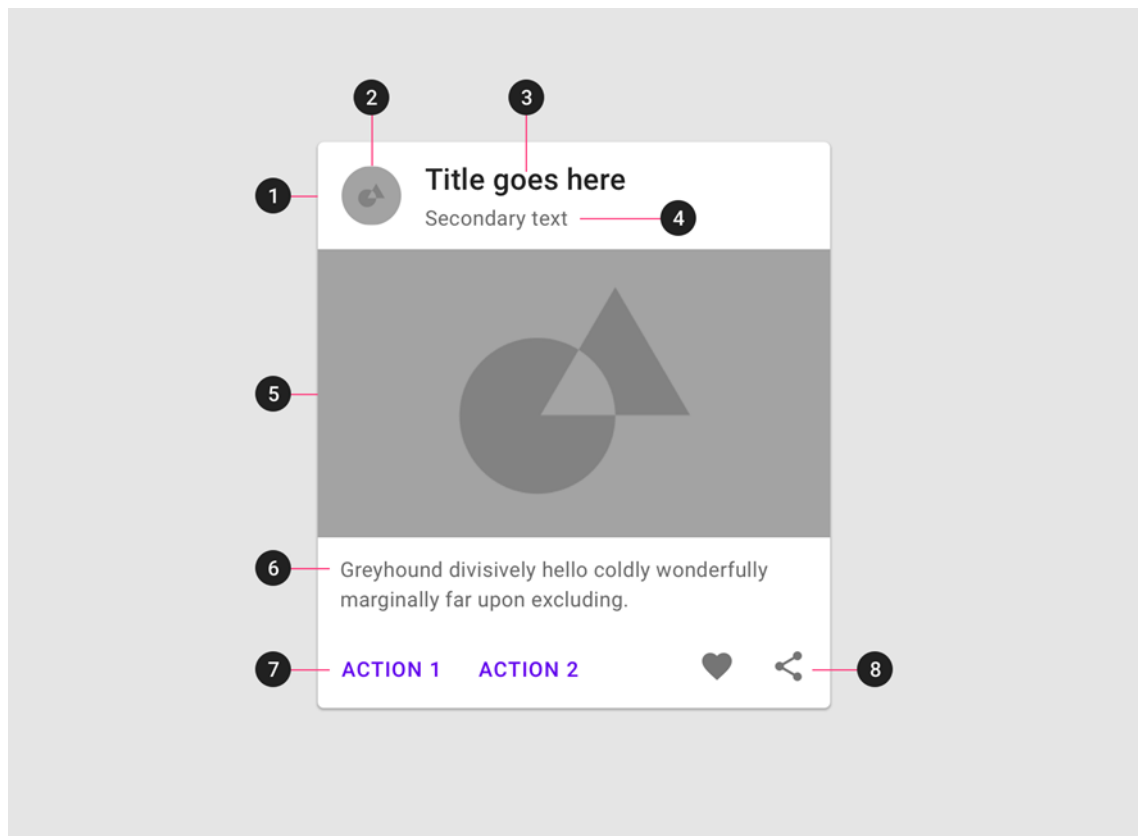 2
3
1
Title goes here
Secondary text
4
5
6
Greyhound divisively hello coldly wonderfully
marginally far upon excluding.
7
ACTION 1
ACTION 2
8